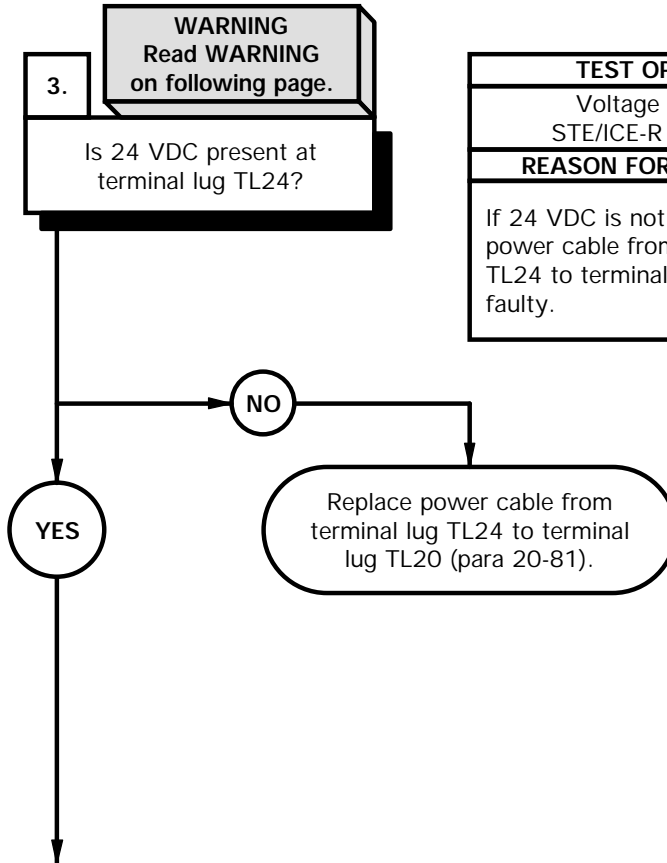 WARNING
Read WARNING
on following page.
3.
Is 24 VDC present at
terminal lug TL24?
TEST OP
Voltage
STE/ICE-R
REASON FOR
If 24 VDC is not
power cable from
TL24 to terminal
faulty.
NO
YES
Replace power cable from
terminal lug TL24 to terminal
lug TL20 (para 20-81).